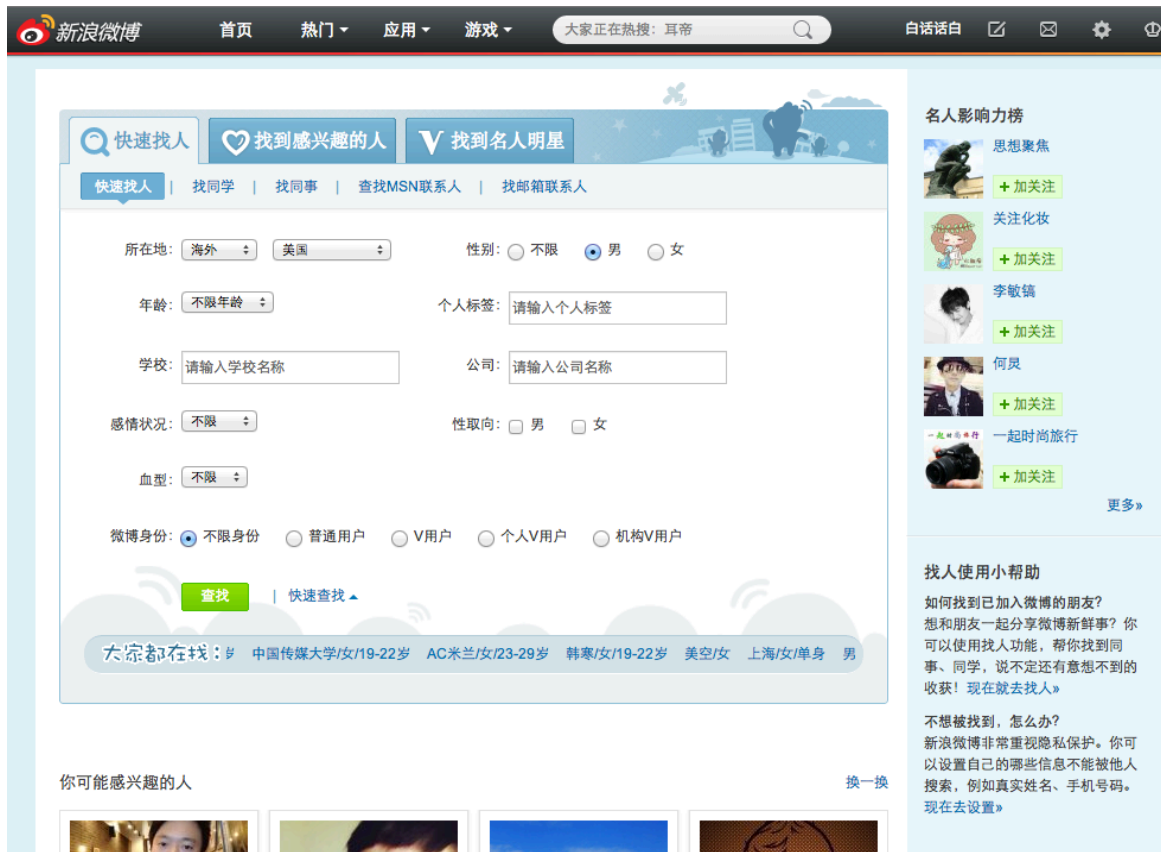 新浪微博
首页 热门 应用 游戏 大家正在热搜：耳帝 白话话白
快速找人 找到感兴趣的人 V 找到名人明星
快速找人 | 找同学 | 找同事 | 查找MSN联系人 | 找邮箱联系人
所在地： 海外 美国 性别： 不限 男 女
年龄： 不限年龄 个人标签： 请输入个人标签
学校： 请输入学校名称 公司： 请输入公司名称
感情状况： 不限 性取向： 男 女
血型： 不限
微博身份： 不限身份 普通用户 V用户 个人V用户 机构V用户
查找 | 快速查找
大家都在找： 岁 中国传媒大学/女/19-22岁 AC米兰/女/23-29岁 韩寒/女/19-22岁 美空/女 上海/女/单身 男
你可能感兴趣的人 换一换
名人影响力榜
思想聚焦
+加关注
关注化妆
+加关注
李敏镐
+加关注
何炅
+加关注
一起时尚旅行
一起时尚旅行
+加关注
更多»
找人使用小帮助
如何找到已加入微博的朋友？
想和朋友一起分享微博新鲜事？你
可以使用找人功能，帮你找到同
事、同学，说不定还有意想不到的
收获！现在就去找人»
不想被找到，怎么办？
新浪微博非常重视隐私保护。你可
以设置自己的哪些信息不能被他人
搜索，例如真实姓名、手机号码。
现在去设置»